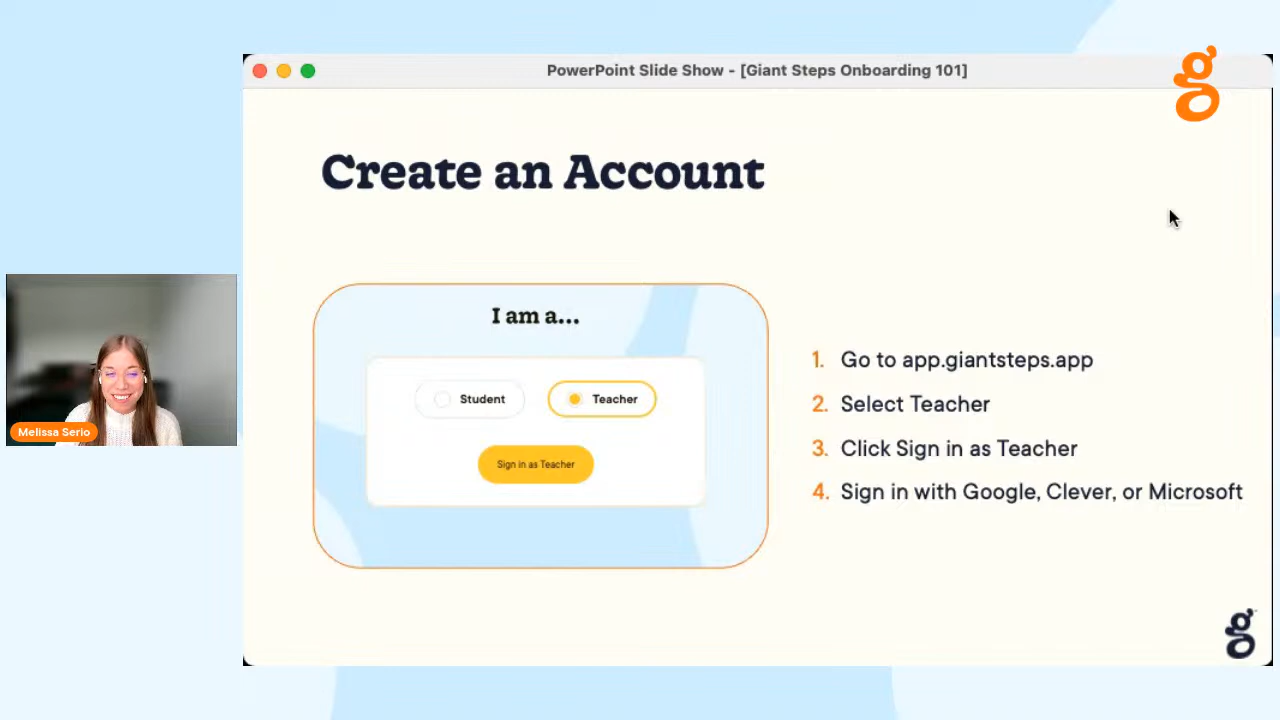 PowerPoint Slide Show - [Giant Steps Onboarding 101]
g
Create an Account
I am a...
Student
Teacher
Sign in as Teacher
1. Go to app.giantsteps.app
2. Select Teacher
3. Click Sign in as Teacher
4. Sign in with Google, Clever, or Microsoft
Melissa Serio
g